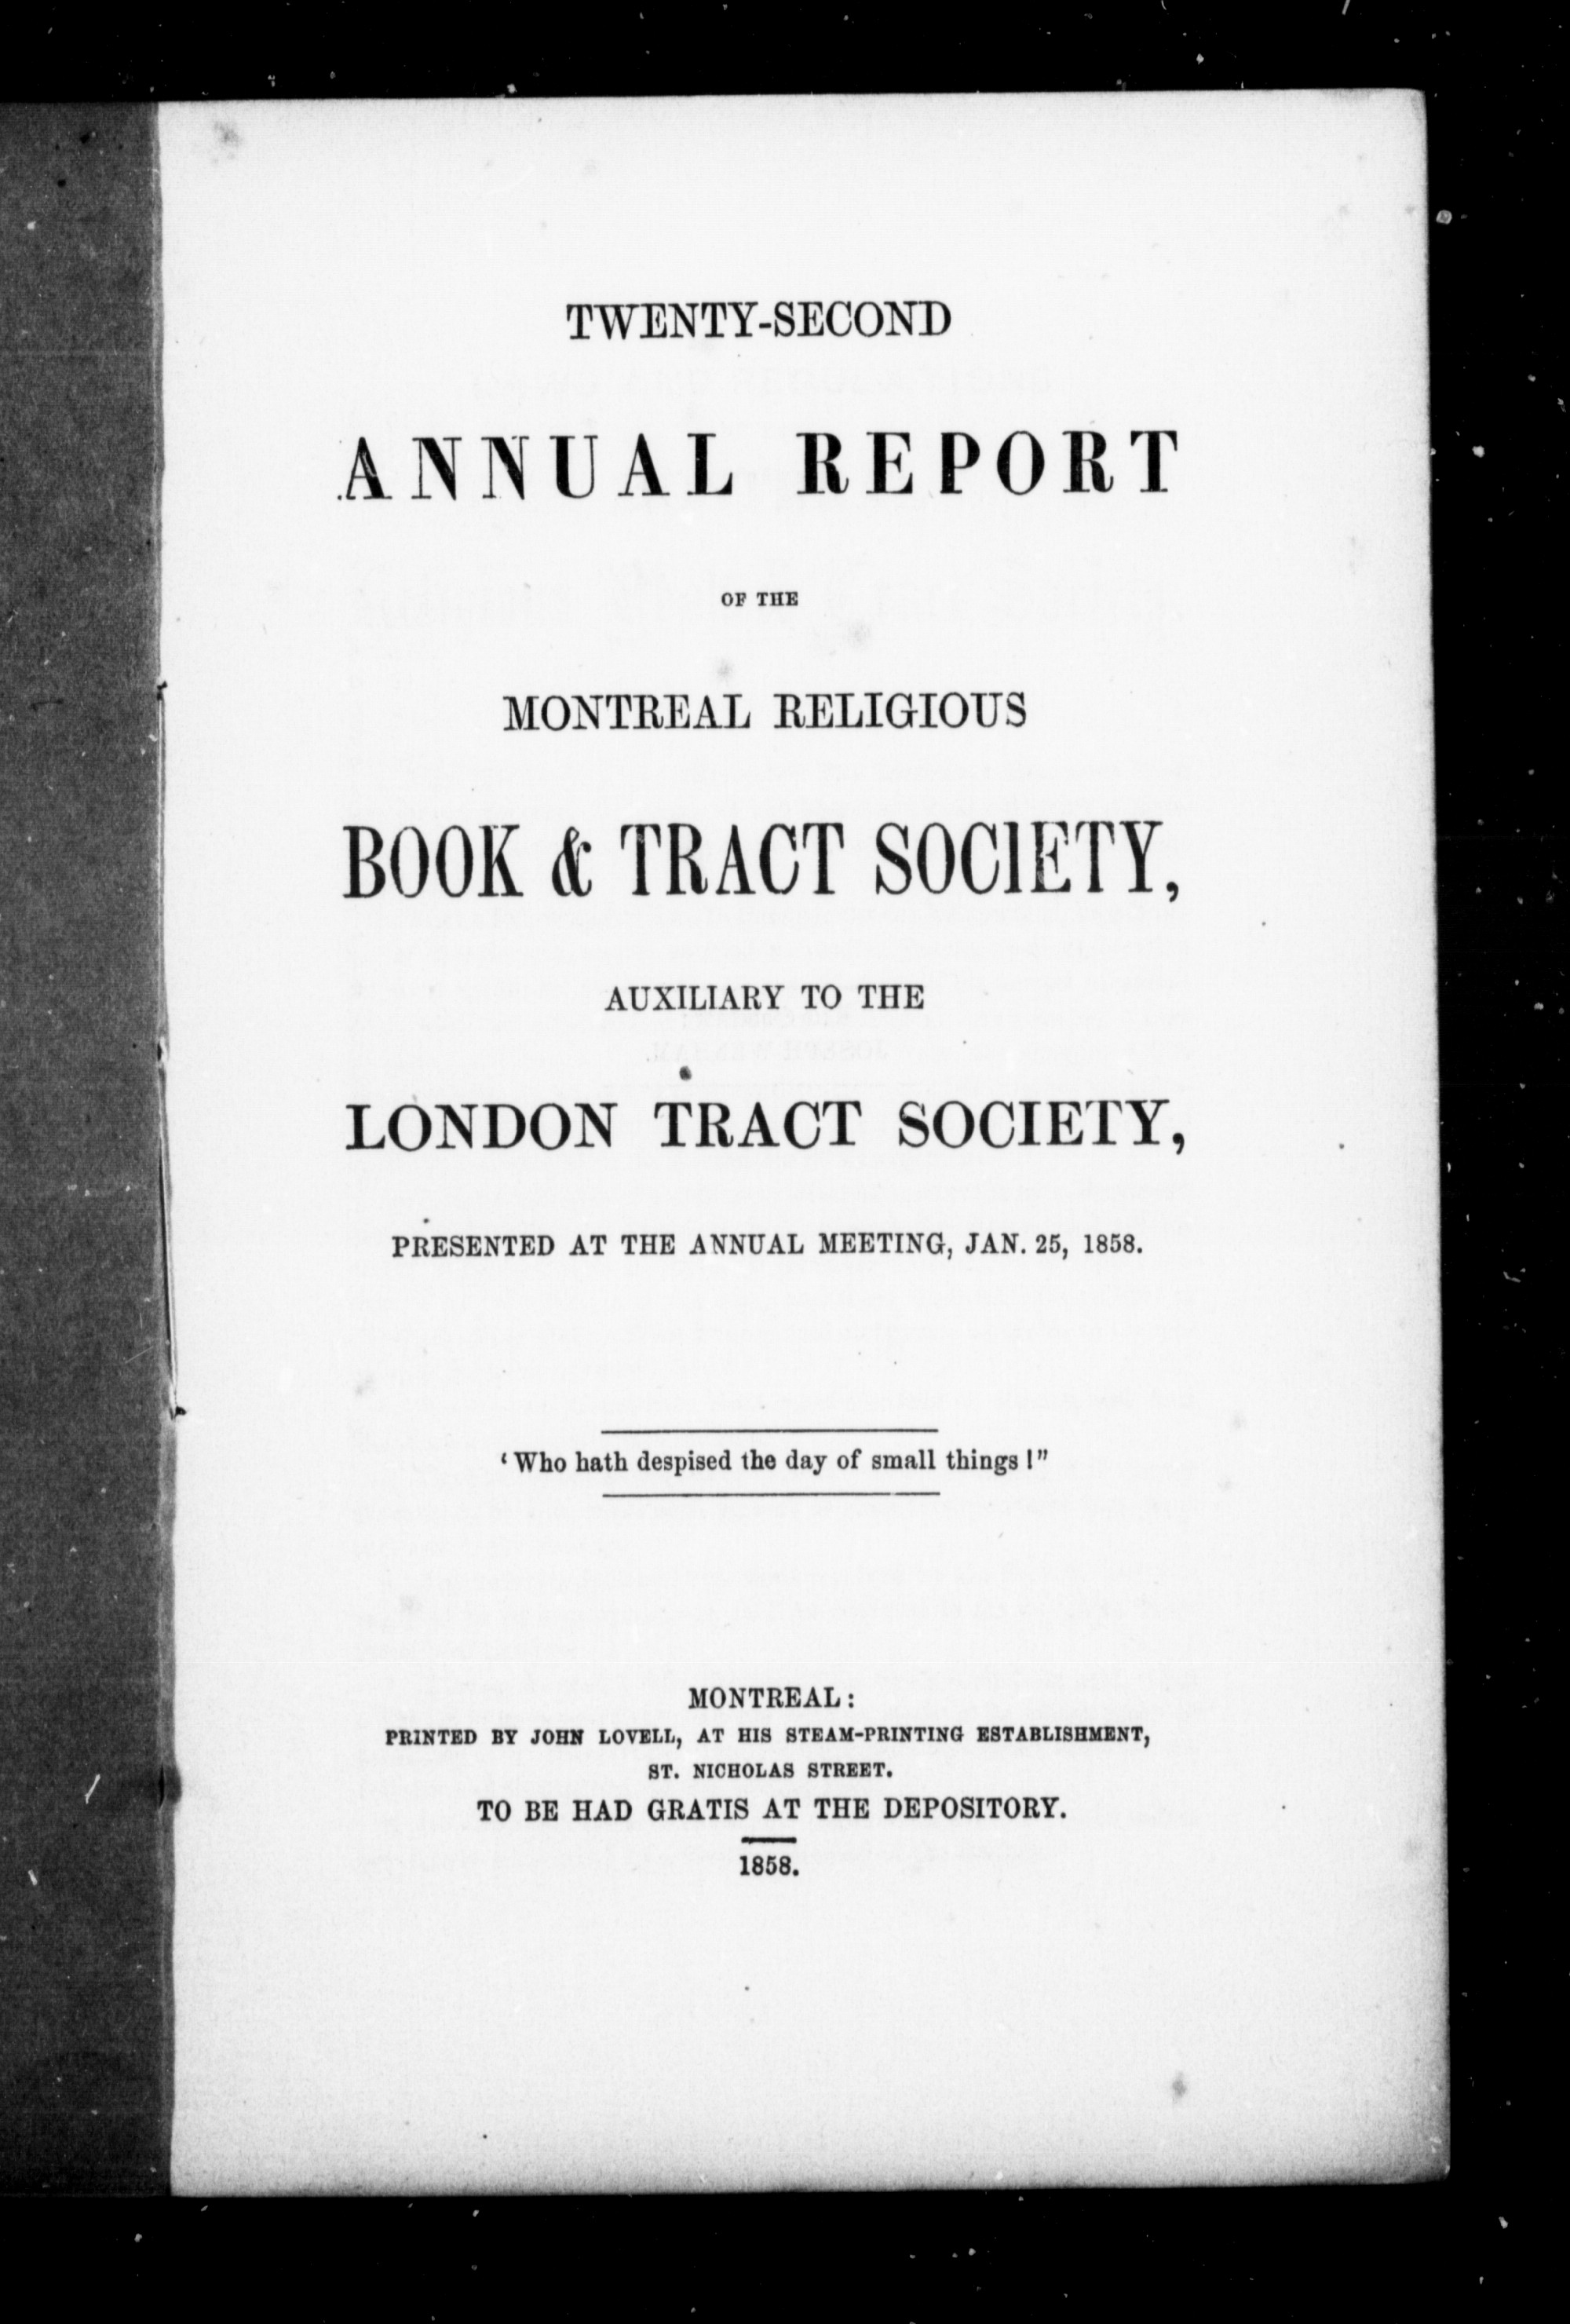 TWENTY-SECOND
ANNUAL REPORT
OF THE
MONTREAL RELIGIOUS
BOOK & TRACT SOCIETY,
AUXILIARY TO THE
LONDON TRACT SOCIETY,
PRESENTED AT THE ANNUAL MEETING, JAN. 25, 1858.
‘Who hath despised the day of small things!”
MONTREAL:
PRINTED BY JOHN LOVELL, AT HIS STEAM-PRINTING ESTABLISHMENT,
ST. NICHOLAS STREET.
TO BE HAD GRATIS AT THE DEPOSITORY.
1858.